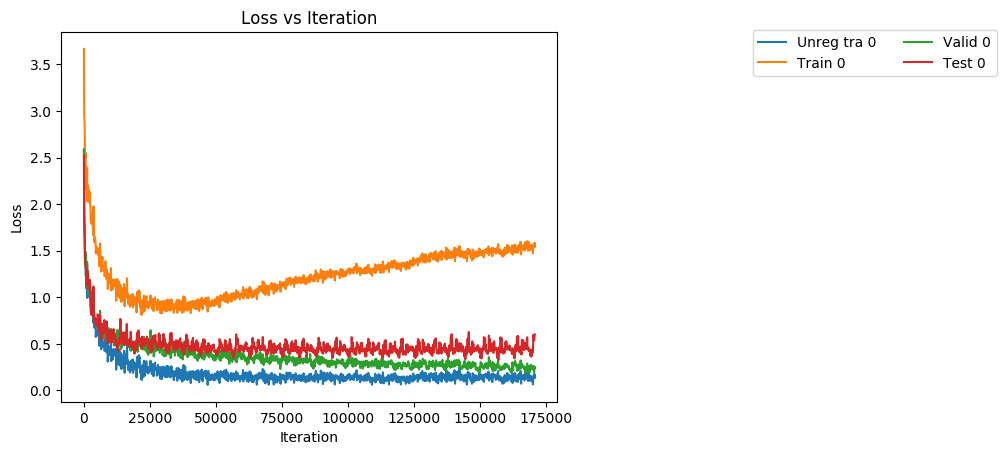 Loss vs Iteration
Unreg tra 0
Train 0
Valid 0
Test 0
3.5
3.0
2.5
2.0
1.5
1.0
0.5
0.0
Loss
0 25000 50000 75000 100000 125000 150000 175000
Iteration